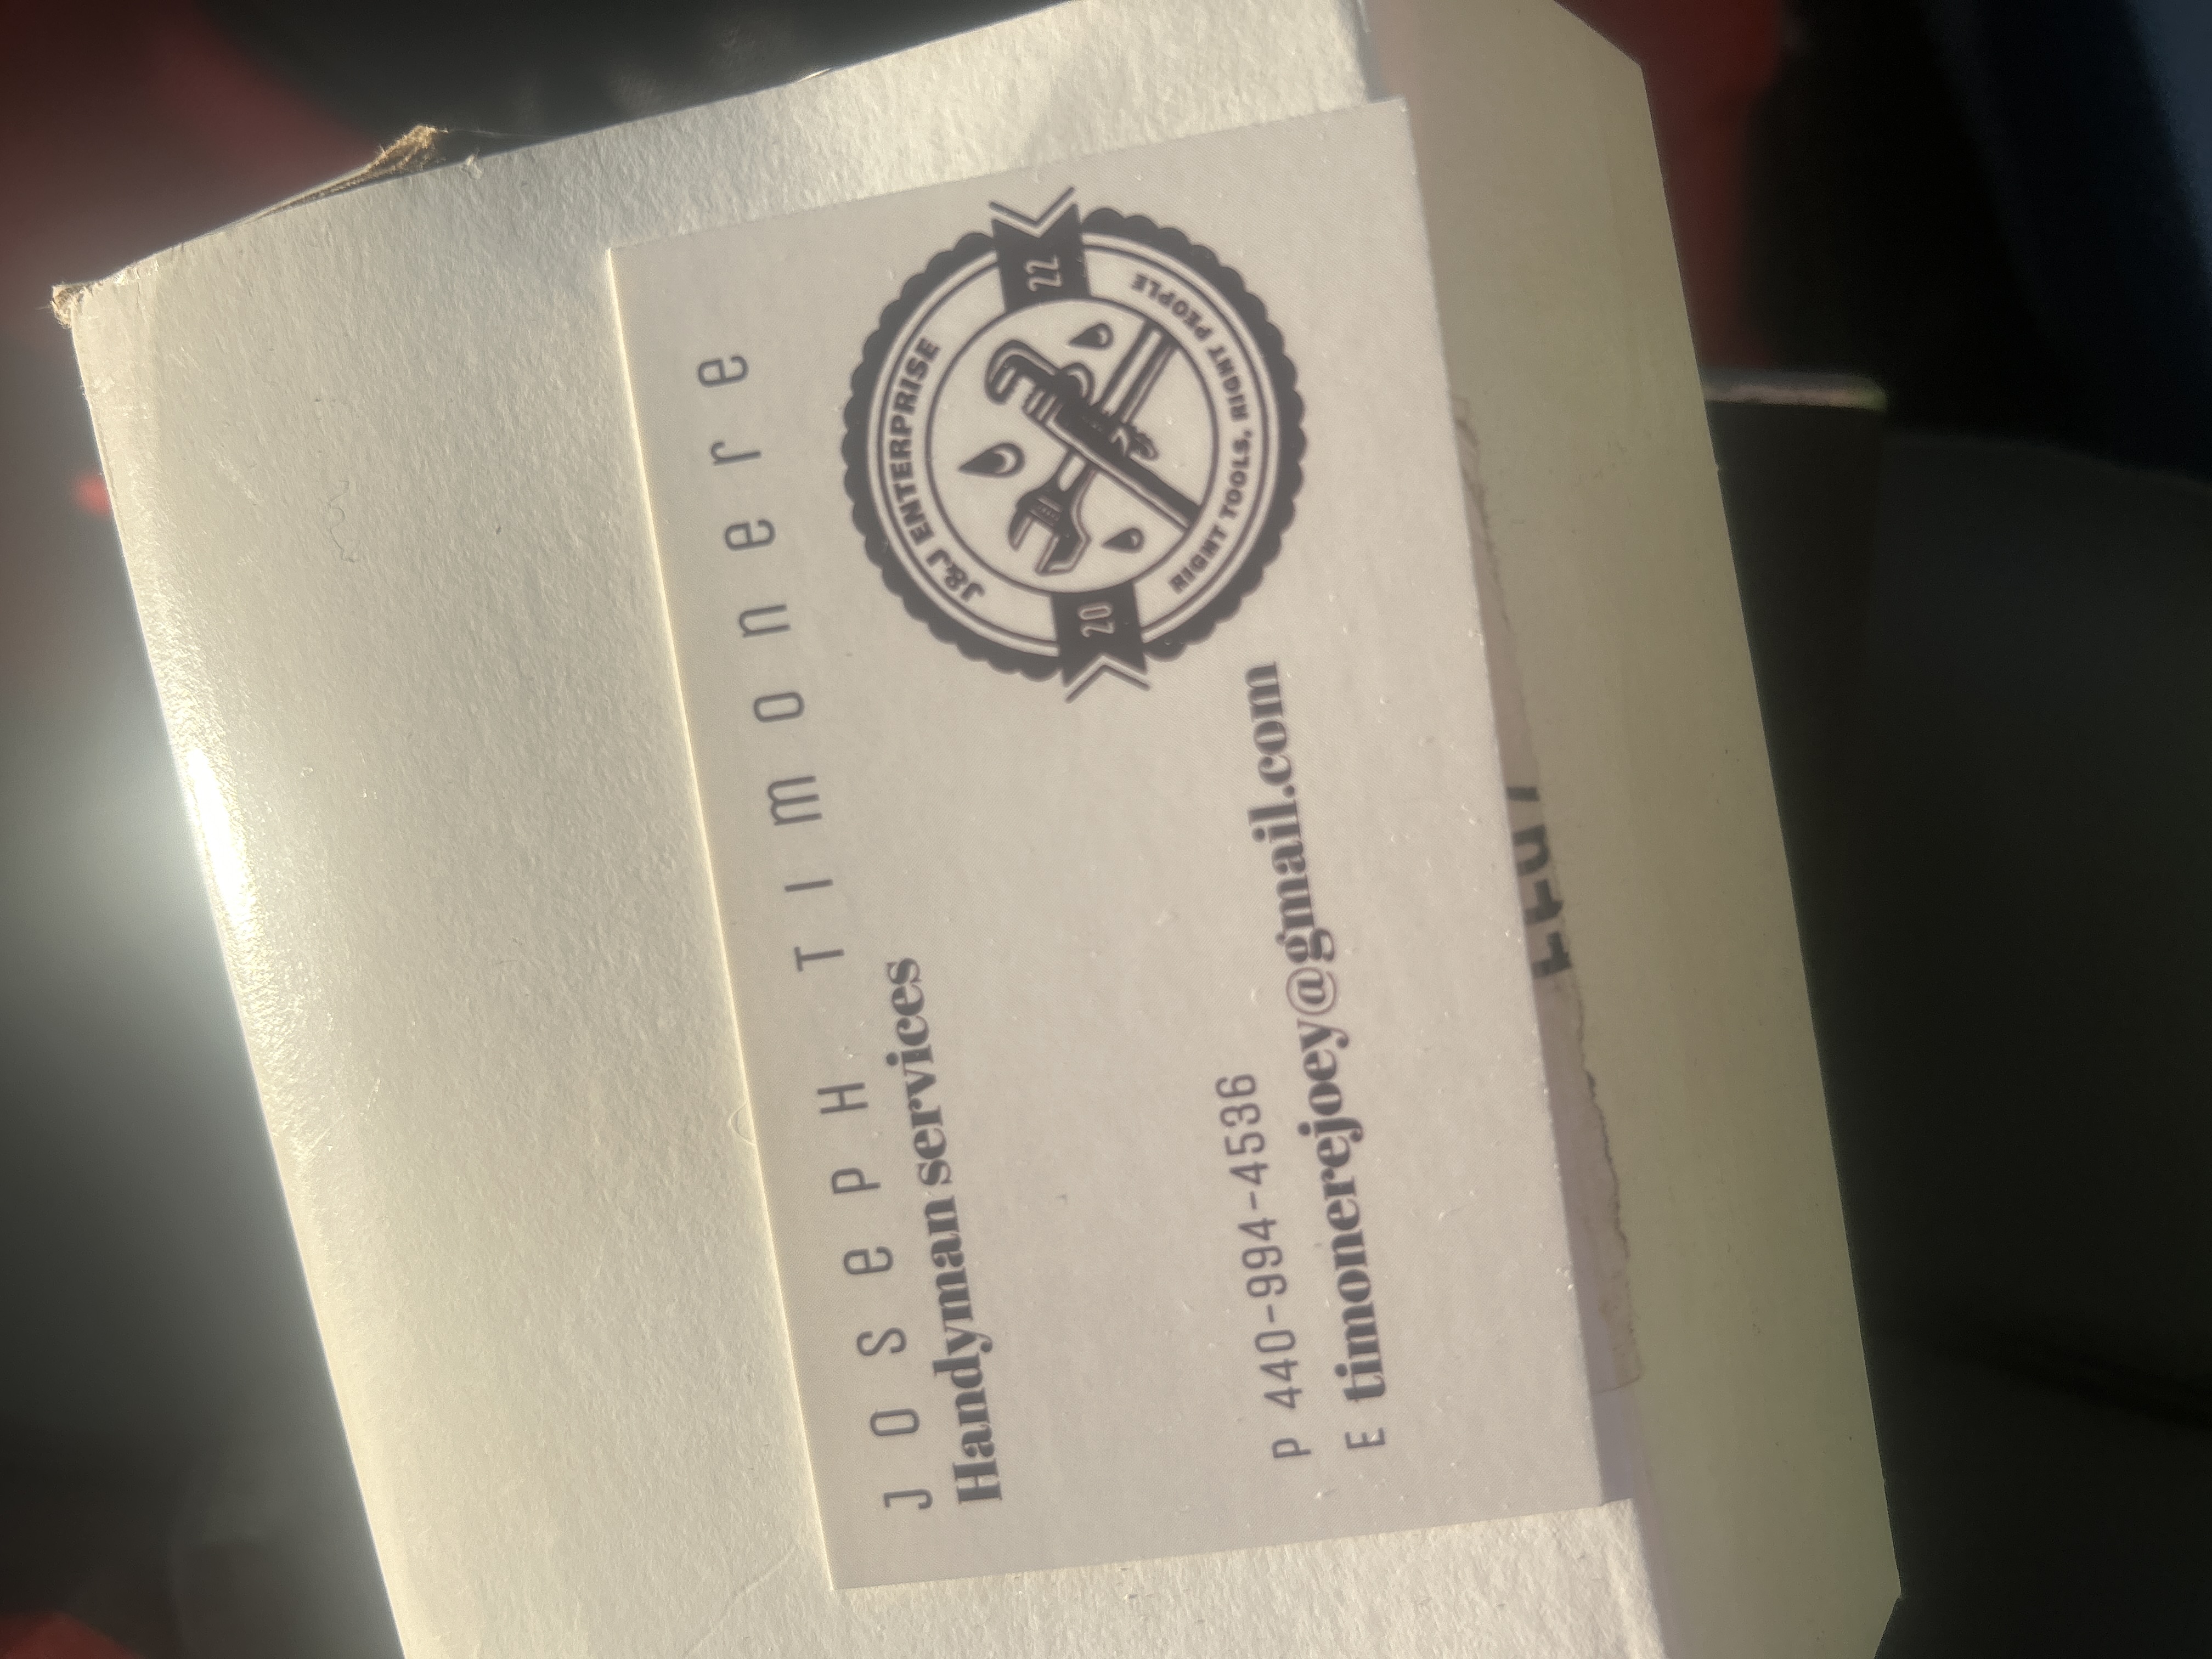 JOSEPH TImonere
Handyman services
J&J ENTERPRISE
20 22
RIGHT TOOLS, RIGHT PEOPLE
P 440-994-4536
E timonerejoey@gmail.com